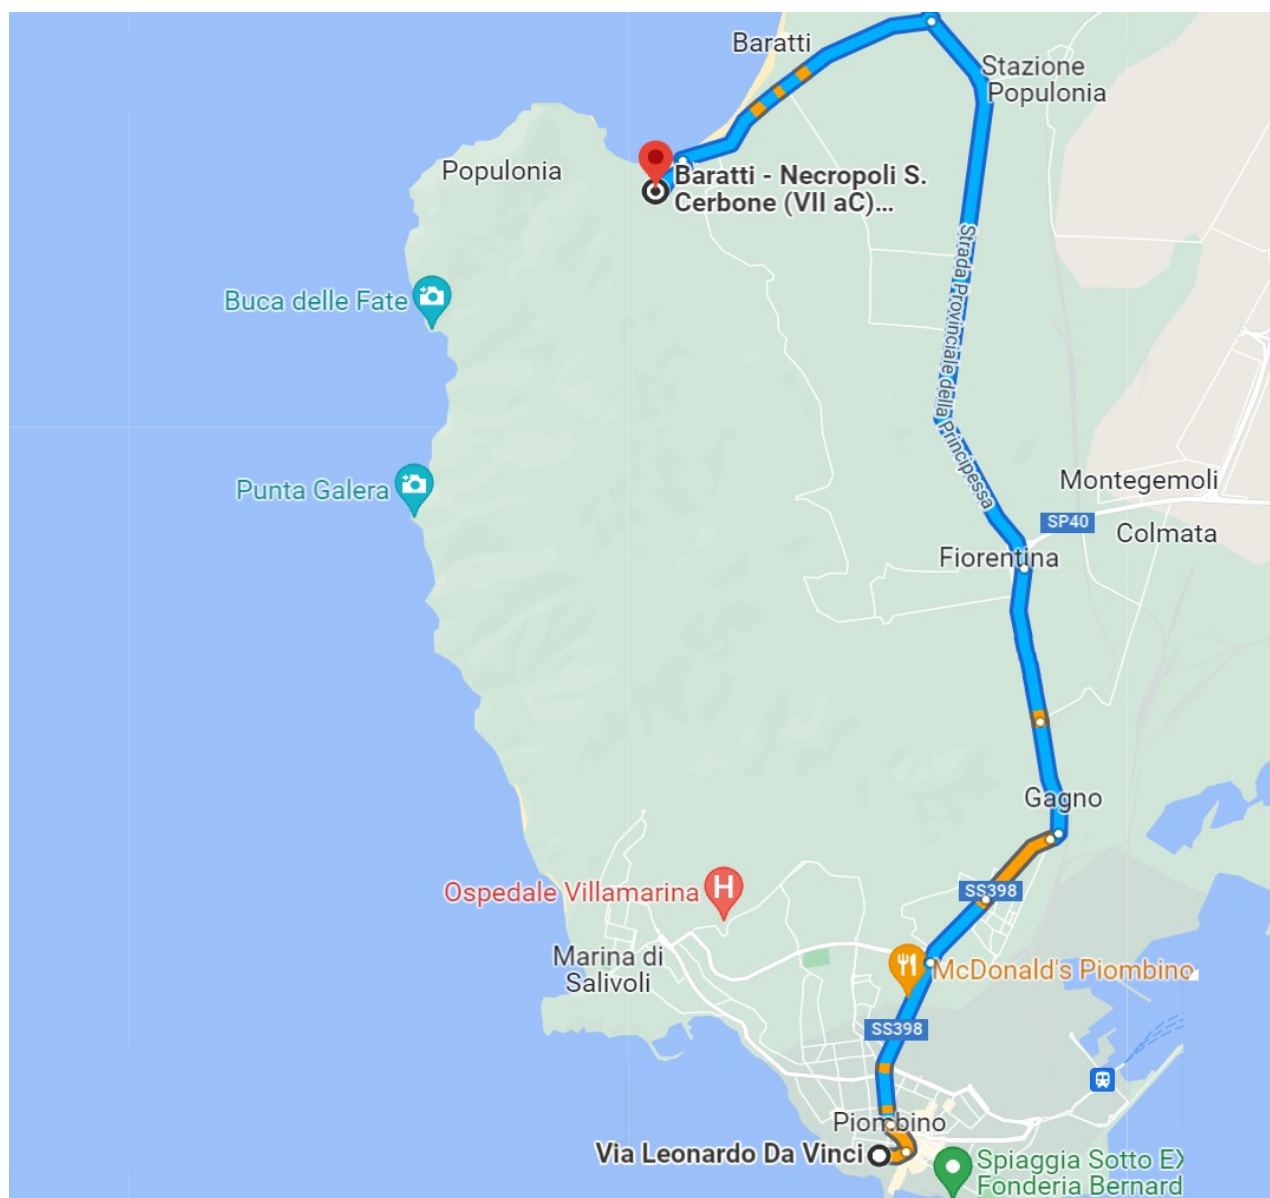 Baratti
Stazione
Populonia
Populonia
Baratti - Necropoli S.
Cerbone (VII aC)...
Strada Provinciale della Principessa
Buca delle Fate
Punta Galera
Montegemoli
SP40
Colmata
Fiorentina
Gagno
SS398
Ospedale Villamarina
H
Marina di
Salivoli
McDonald's Piombino
SS398
Piombino
Via Leonardo Da Vinci
Spiaggia Sotto EX
Fonderia Bernard